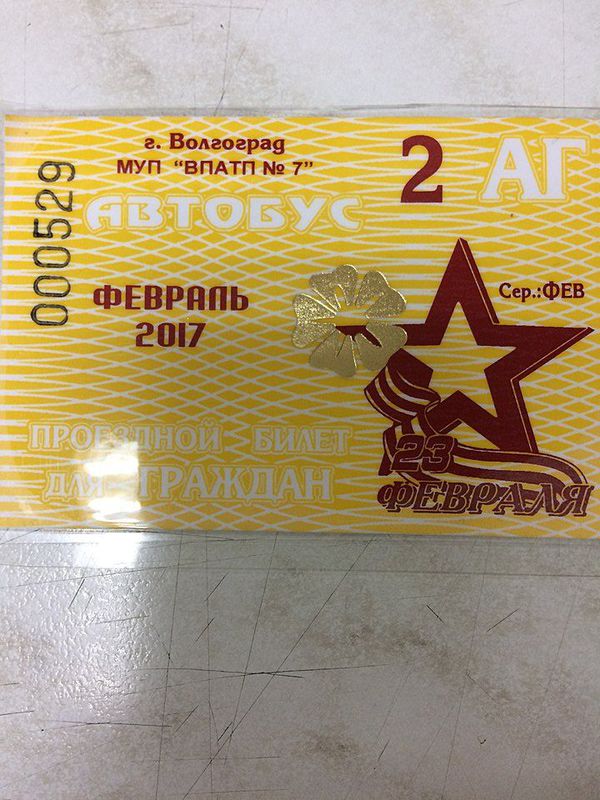 г. Волгоград
МУП "ВПАТП № 7"
2 АГ
000529
АВТОБУС
ФЕВРАЛЬ
2017
Сер.:ФЕВ
ПРОЕЗДНОЙ БИЛЕТ
ДЛЯ ГРАЖДАН
23
ФЕВРАЛЯ